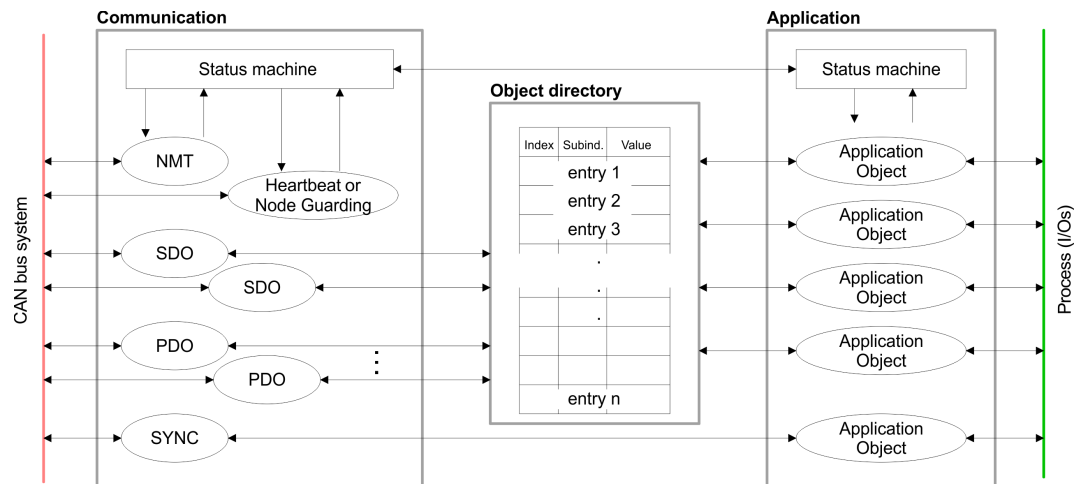 Communication
Application
Status machine
Status machine
Object directory
Index Subind. Value
NMT
Application
Object
entry 1
Heartbeat or
Node Guarding
entry 2
entry 3
Application
Object
SDO
SDO
Application
Object
PDO
Application
Object
PDO
entry n
SYNC
Application
Object
CAN bus system
Process (I/Os)